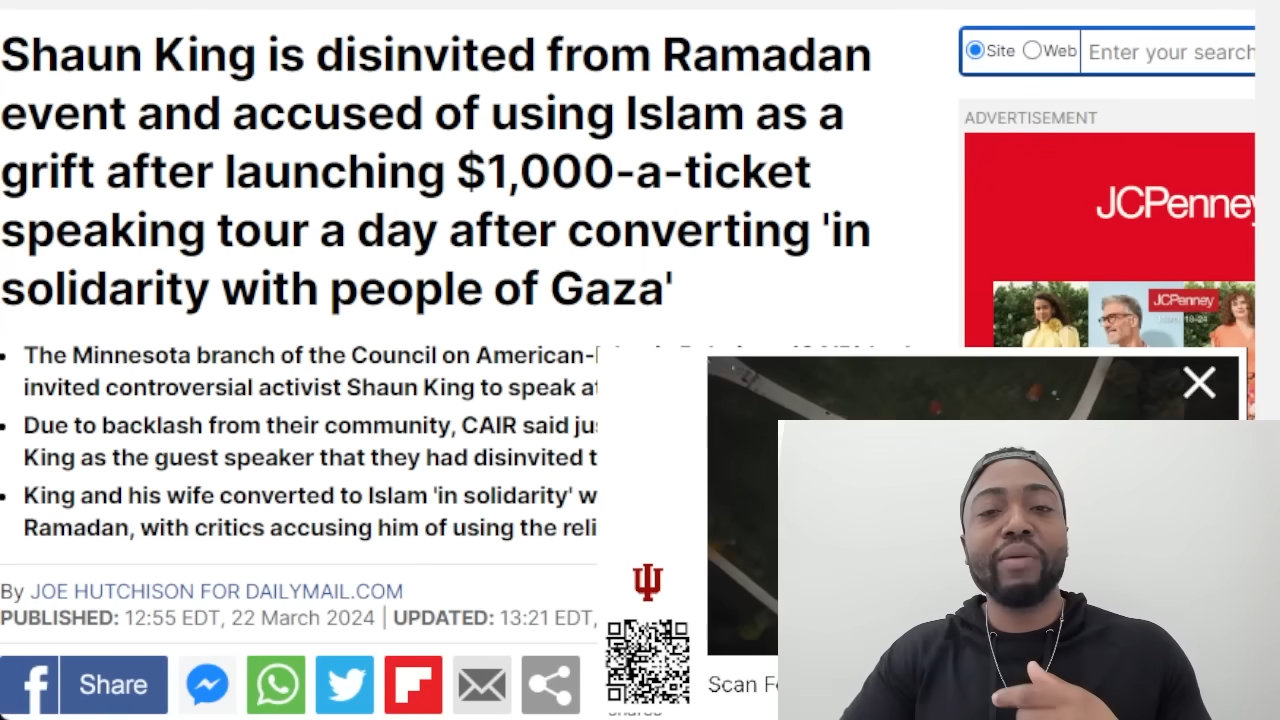 Shaun King is disinvited from Ramadan
event and accused of using Islam as a
grift after launching $1,000-a-ticket
speaking tour a day after converting 'in
solidarity with people of Gaza'
The Minnesota branch of the Council on American-
invited controversial activist Shaun King to speak
Due to backlash from their community, CAIR said
King as the guest speaker that they had disinvited
King and his wife converted to Islam 'in solidarity'
Ramadan, with critics accusing him of using the
By JOE HUTCHISON FOR DAILYMAIL.COM
PUBLISHED: 12:55 EDT, 22 March 2024 | UPDATED: 13:21 EDT,
Share
Site Web Enter your search
ADVERTISEMENT
JCPenney
JCPenney
Scan